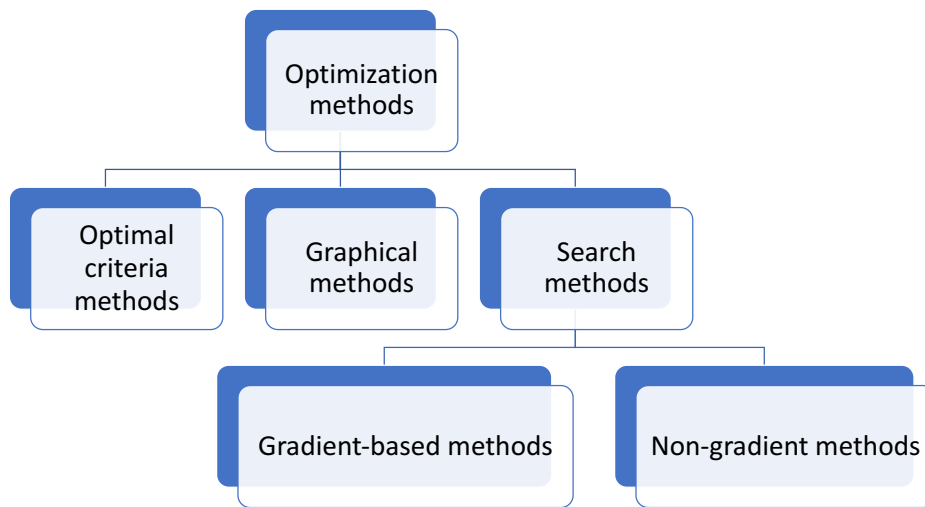 Optimization
methods
Optimal
criteria
methods
Graphical
methods
Search
methods
Gradient-based methods
Non-gradient methods